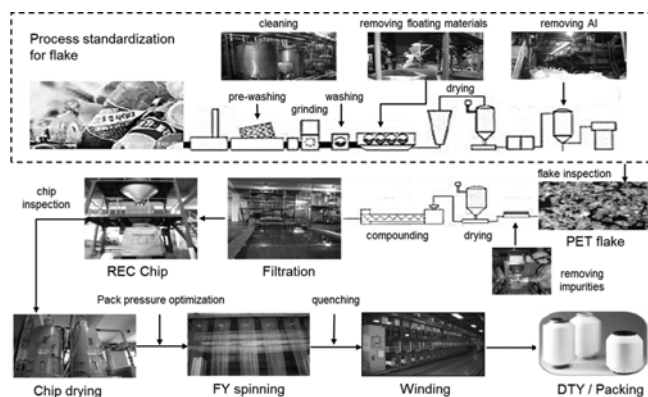 cleaning
removing floating materials
removing Al
Process standardization
for flake
pre-washing
washing
grinding
drying
flake inspection
chip
inspection
compounding
drying
PET flake
REC Chip
Filtration
removing
impurities
Pack pressure optimization
quenching
Chip drying
FY spinning
Winding
DTY / Packing